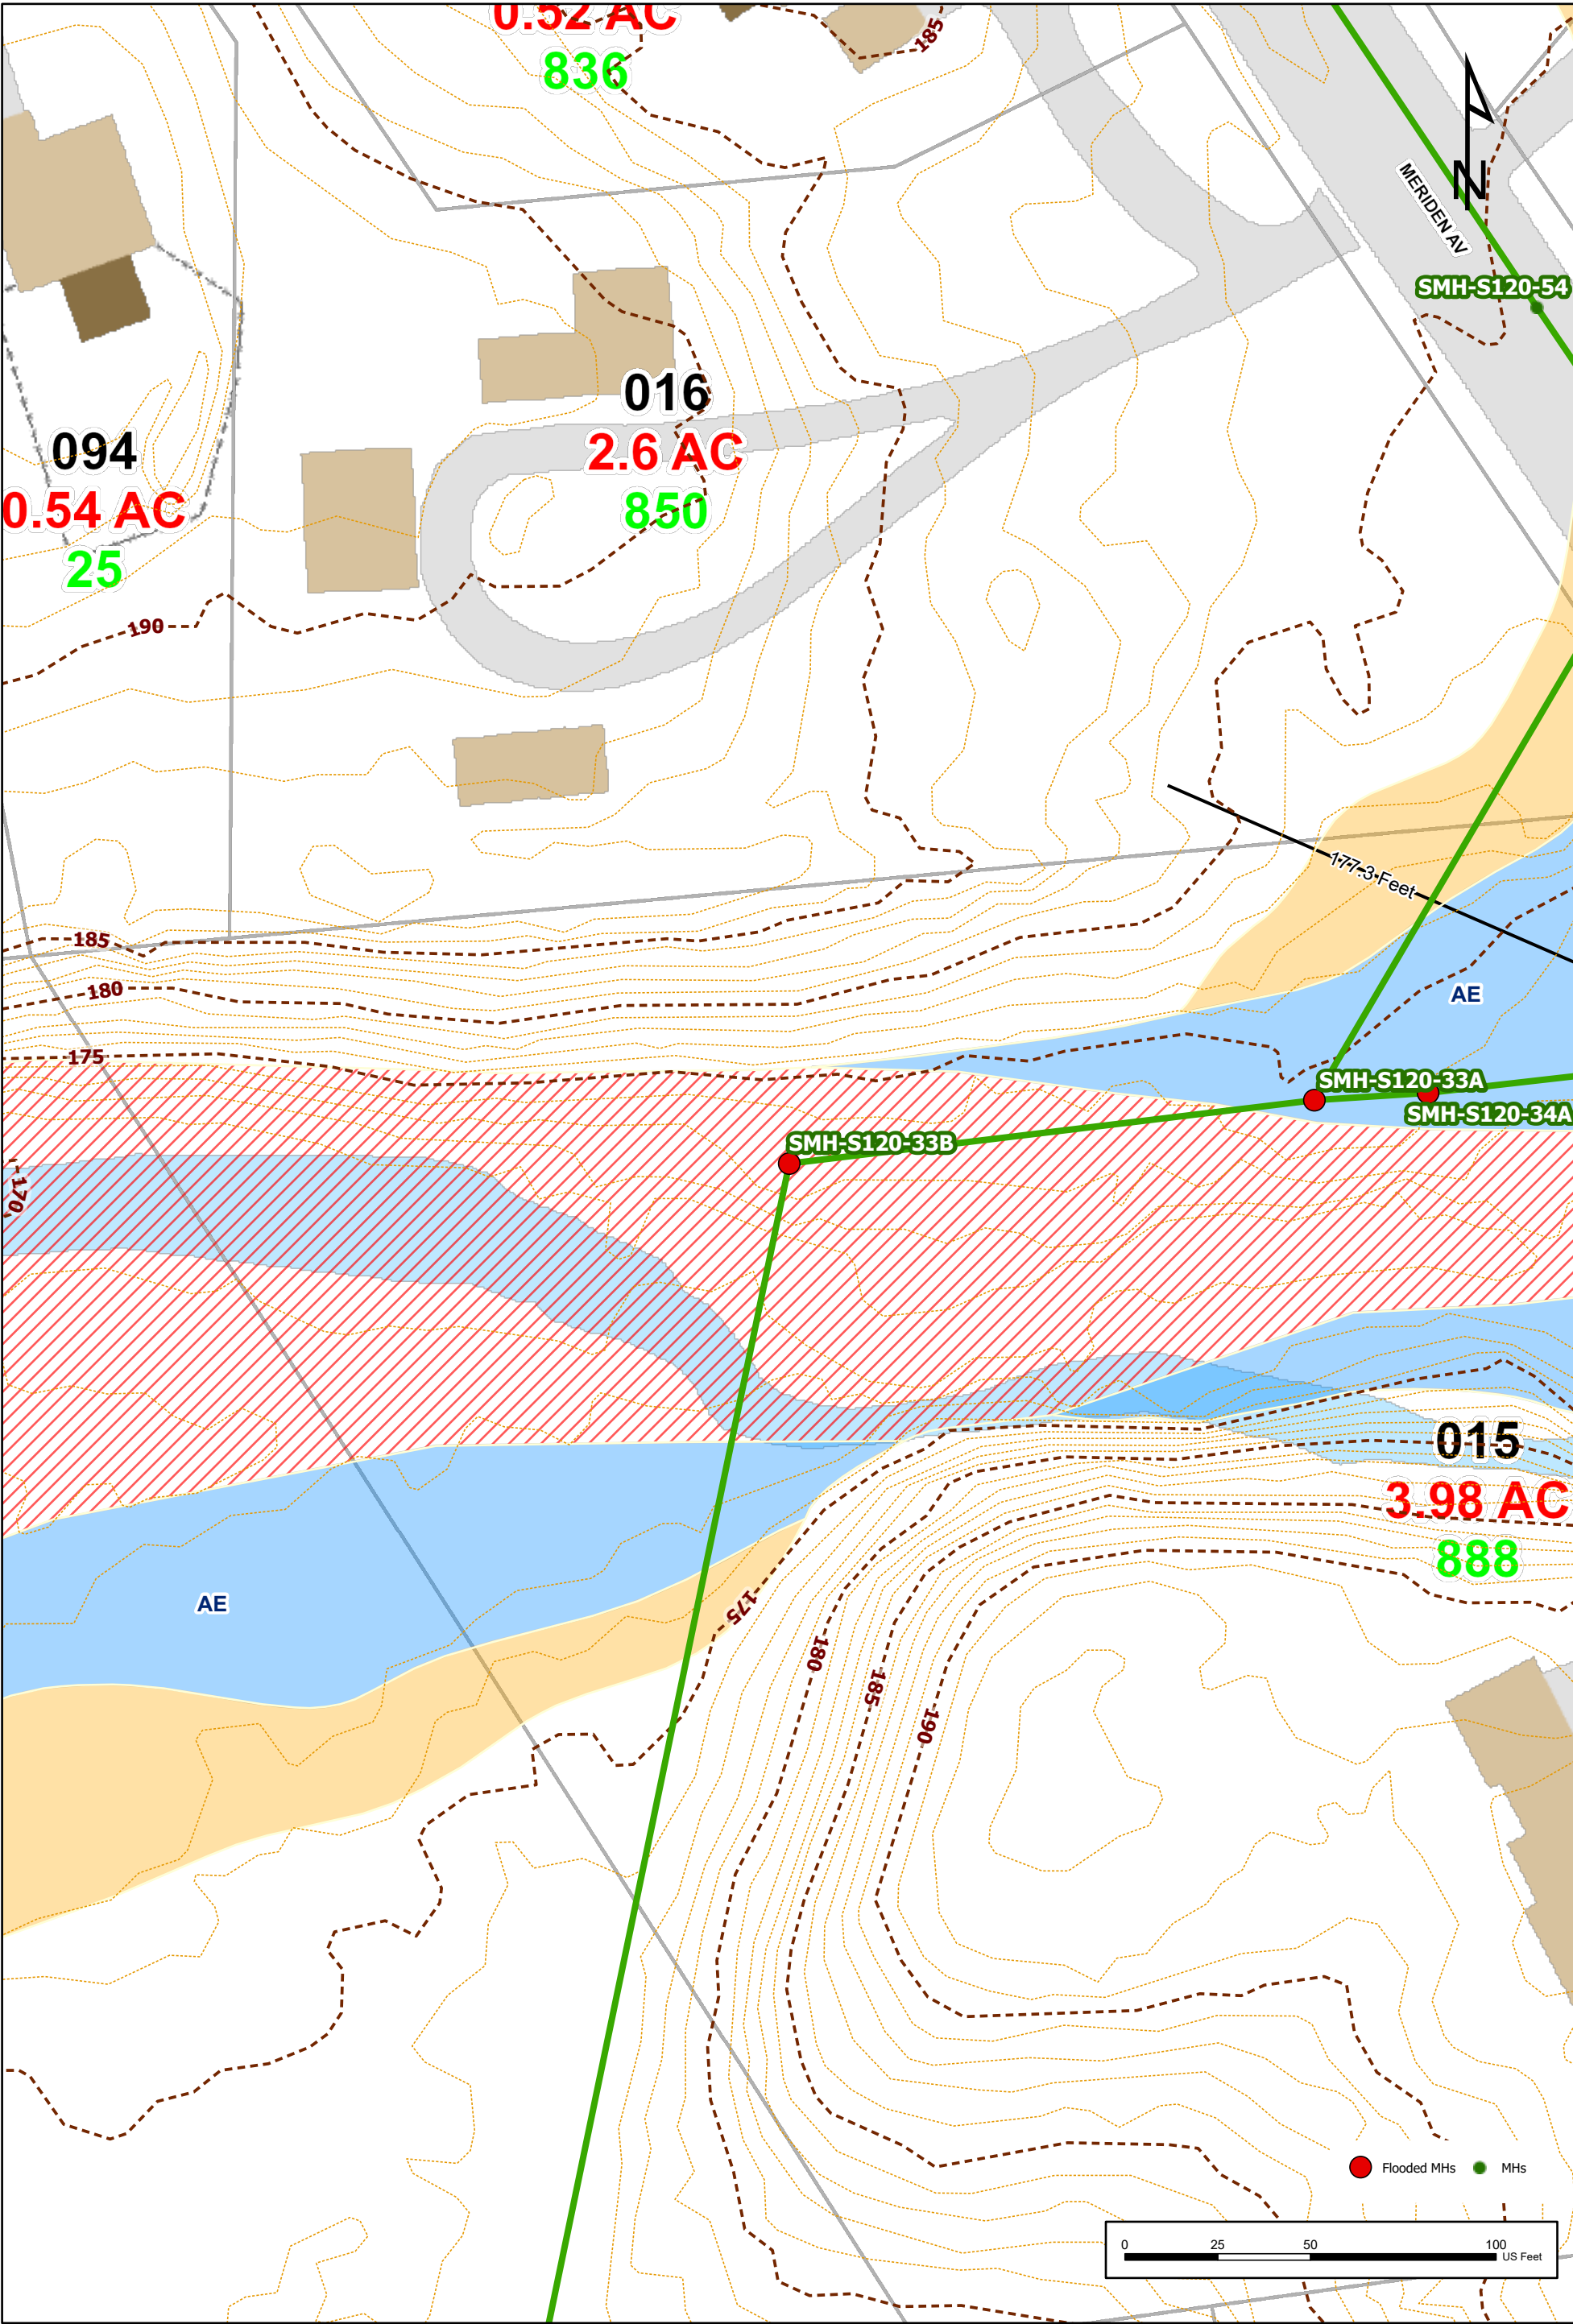 0.52 AC
836
185
N
MERIDEN AV
SMH-S120-54
016
2.6 AC
850
094
0.54 AC
25
190
177.3 Feet
185
180
AE
175
SMH-S120-33A
SMH-S120-34A
SMH-S120-33B
170
015
3.98 AC
888
AE
175
180
185
190
Flooded MHs
MHs
0 25 50 100
US Feet